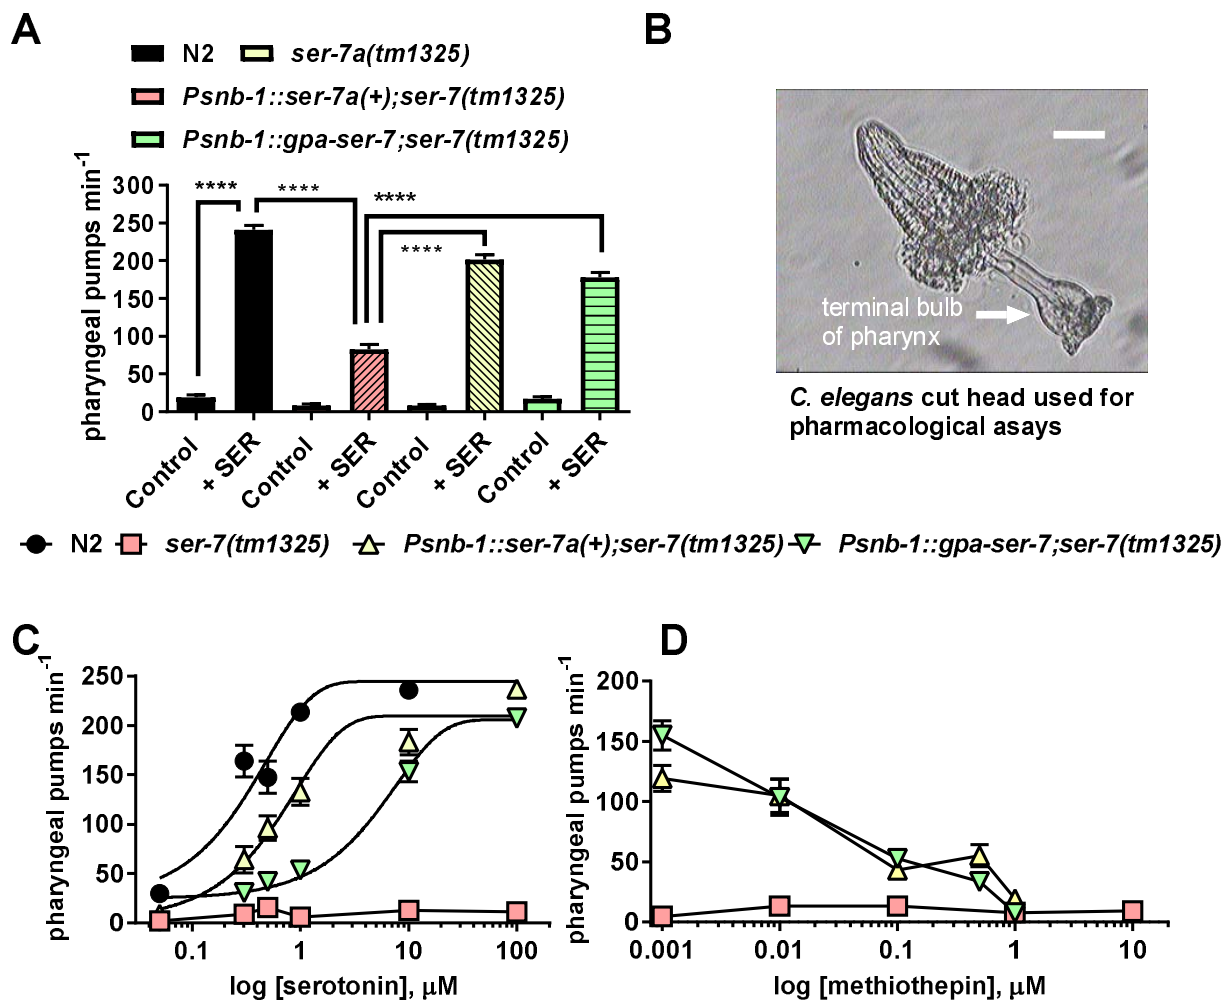 A
N2 ser-7a(tm1325)
Psnb-1::ser-7a(+);ser-7(tm1325)
Psnb-1::gpa-ser-7;ser-7(tm1325)
pharyngeal pumps min-1
300
250
200
150
100
50
0
**** **** ****
****
Control + SER Control + SER Control + SER Control + SER
B
terminal bulb
of pharynx
C. elegans cut head used for
pharmacological asays
N2 ser-7(tm1325) Psnb-1::ser-7a(+);ser-7(tm1325) Psnb-1::gpa-ser-7;ser-7(tm1325)
C
pharyngeal pumps min-1
250
200
150
100
50
0
0.1 1 10 100
log [serotonin], μM
D
pharyngeal pumps min-1
200
150
100
50
0
0.001 0.01 0.1 1 10
log [methiothepin], μM